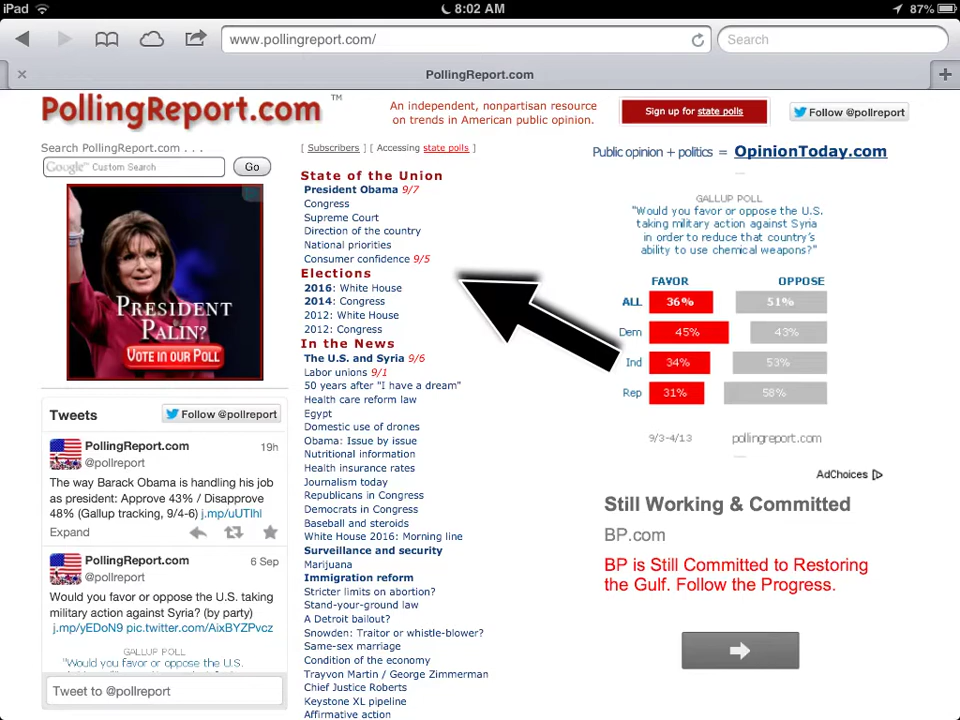 iPad
8:02 AM
87%
www.pollingreport.com/
Search
PollingReport.com
PollingReport.com ™
An independent, nonpartisan resource
on trends in American public opinion.
Sign up for state polls
Follow @pollreport
Search PollingReport.com . . .
Google™ Custom Search
Go
PRESIDENT
PALIN?
VOTE IN OUR POLL
Tweets
Follow @pollreport
PollingReport.com
19h
@pollreport
The way Barack Obama is handling his job
as president: Approve 43% / Disapprove
48% (Gallup tracking, 9/4-6) j.mp/uUTIhl
Expand
PollingReport.com
6 Sep
@pollreport
Would you favor or oppose the U.S. taking
military action against Syria? (by party)
j.mp/yEDoN9 pic.twitter.com/AixBYZPvcz
GALLUP POLL
"Would you favor or oppose the U.S.
Tweet to @pollreport
[ Subscribers ] [ Accessing state polls ]
State of the Union
President Obama 9/7
Congress
Supreme Court
Direction of the country
National priorities
Consumer confidence 9/5
Elections
2016: White House
2014: Congress
2012: White House
2012: Congress
In the News
The U.S. and Syria 9/6
Labor unions 9/1
50 years after "I have a dream"
Health care reform law
Egypt
Domestic use of drones
Obama: Issue by issue
Nutritional information
Health insurance rates
Journalism today
Republicans in Congress
Democrats in Congress
Baseball and steroids
White House 2016: Morning line
Surveillance and security
Marijuana
Immigration reform
Stricter limits on abortion?
Stand-your-ground law
A Detroit bailout?
Snowden: Traitor or whistle-blower?
Same-sex marriage
Condition of the economy
Trayvon Martin / George Zimmerman
Chief Justice Roberts
Keystone XL pipeline
Affirmative action
Public opinion + politics = OpinionToday.com
GALLUP POLL
"Would you favor or oppose the U.S.
taking military action against Syria
in order to reduce that country's
ability to use chemical weapons?"
FAVOR OPPOSE
ALL 36% 51%
Dem 45% 43%
Ind 34% 53%
Rep 31% 58%
9/3-4/13 pollingreport.com
AdChoices
Still Working & Committed
BP.com
BP is Still Committed to Restoring
the Gulf. Follow the Progress.